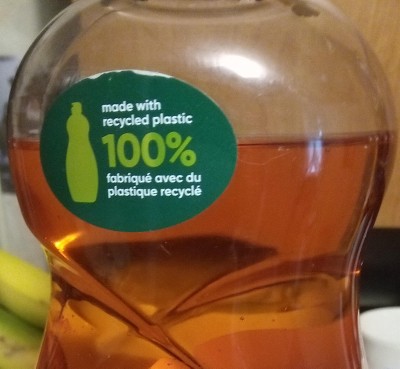 made with
recycled plastic
100%
fabriqué avec du
plastique recyclé